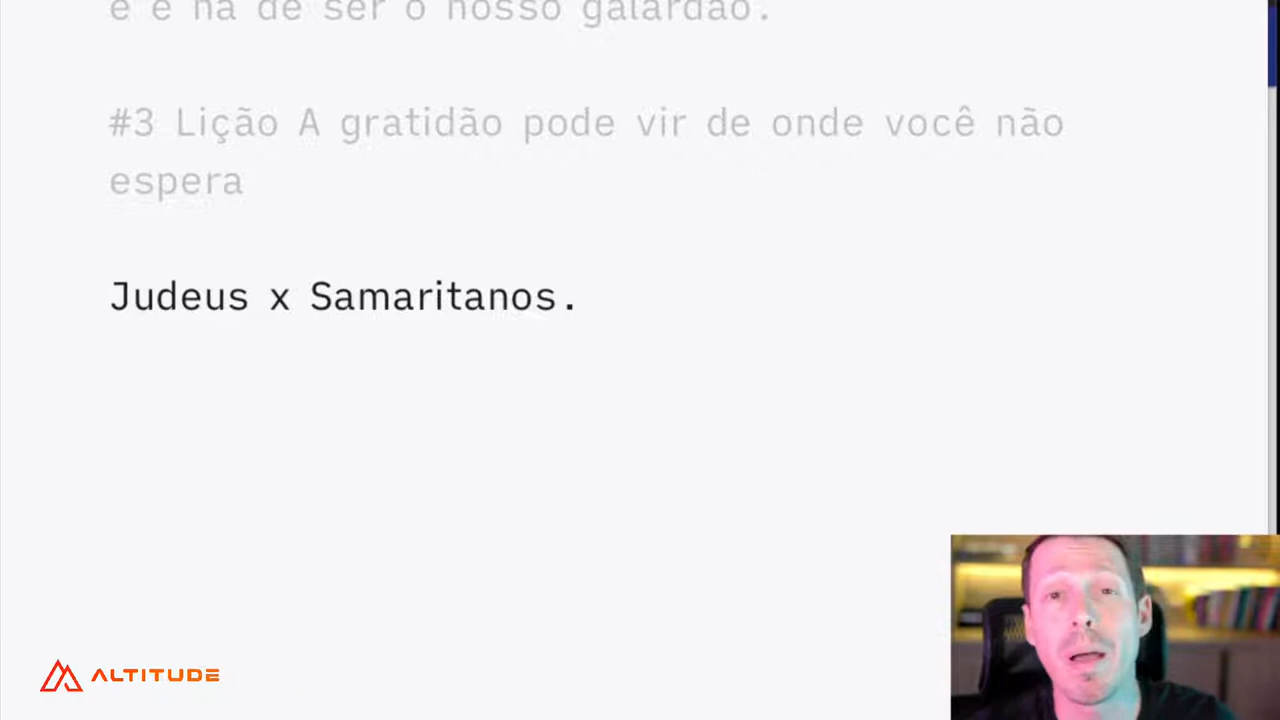 e e há de ser o nosso galardão.
#3 Lição A gratidão pode vir de onde você não
espera
Judeus x Samaritanos.
ALTITUDE